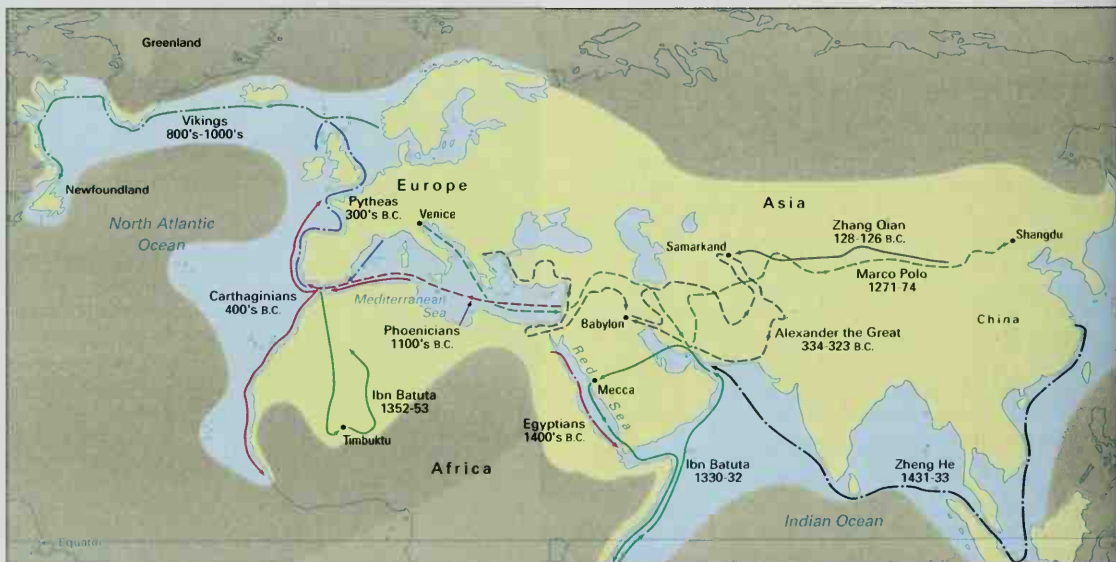 Greenland
Vikings
800's-1000's
Newfoundland
North Atlantic
Ocean
Europe
Pytheas
300's B.C.
Venice
Asia
Zhang Qian
128-126 B.C.
Shangdu
Samarkand
Marco Polo
1271-74
Carthaginians
400's B.C.
Mediterranean
Sea
Phoenicians
1100's B.C.
Babylon
Alexander the Great
334-323 B.C.
China
Red Sea
Mecca
Ibn Batuta
1352-53
Timbuktu
Egyptians
1400's B.C.
Africa
Ibn Batuta
1330-32
Zheng He
1431-33
Indian Ocean
Equator